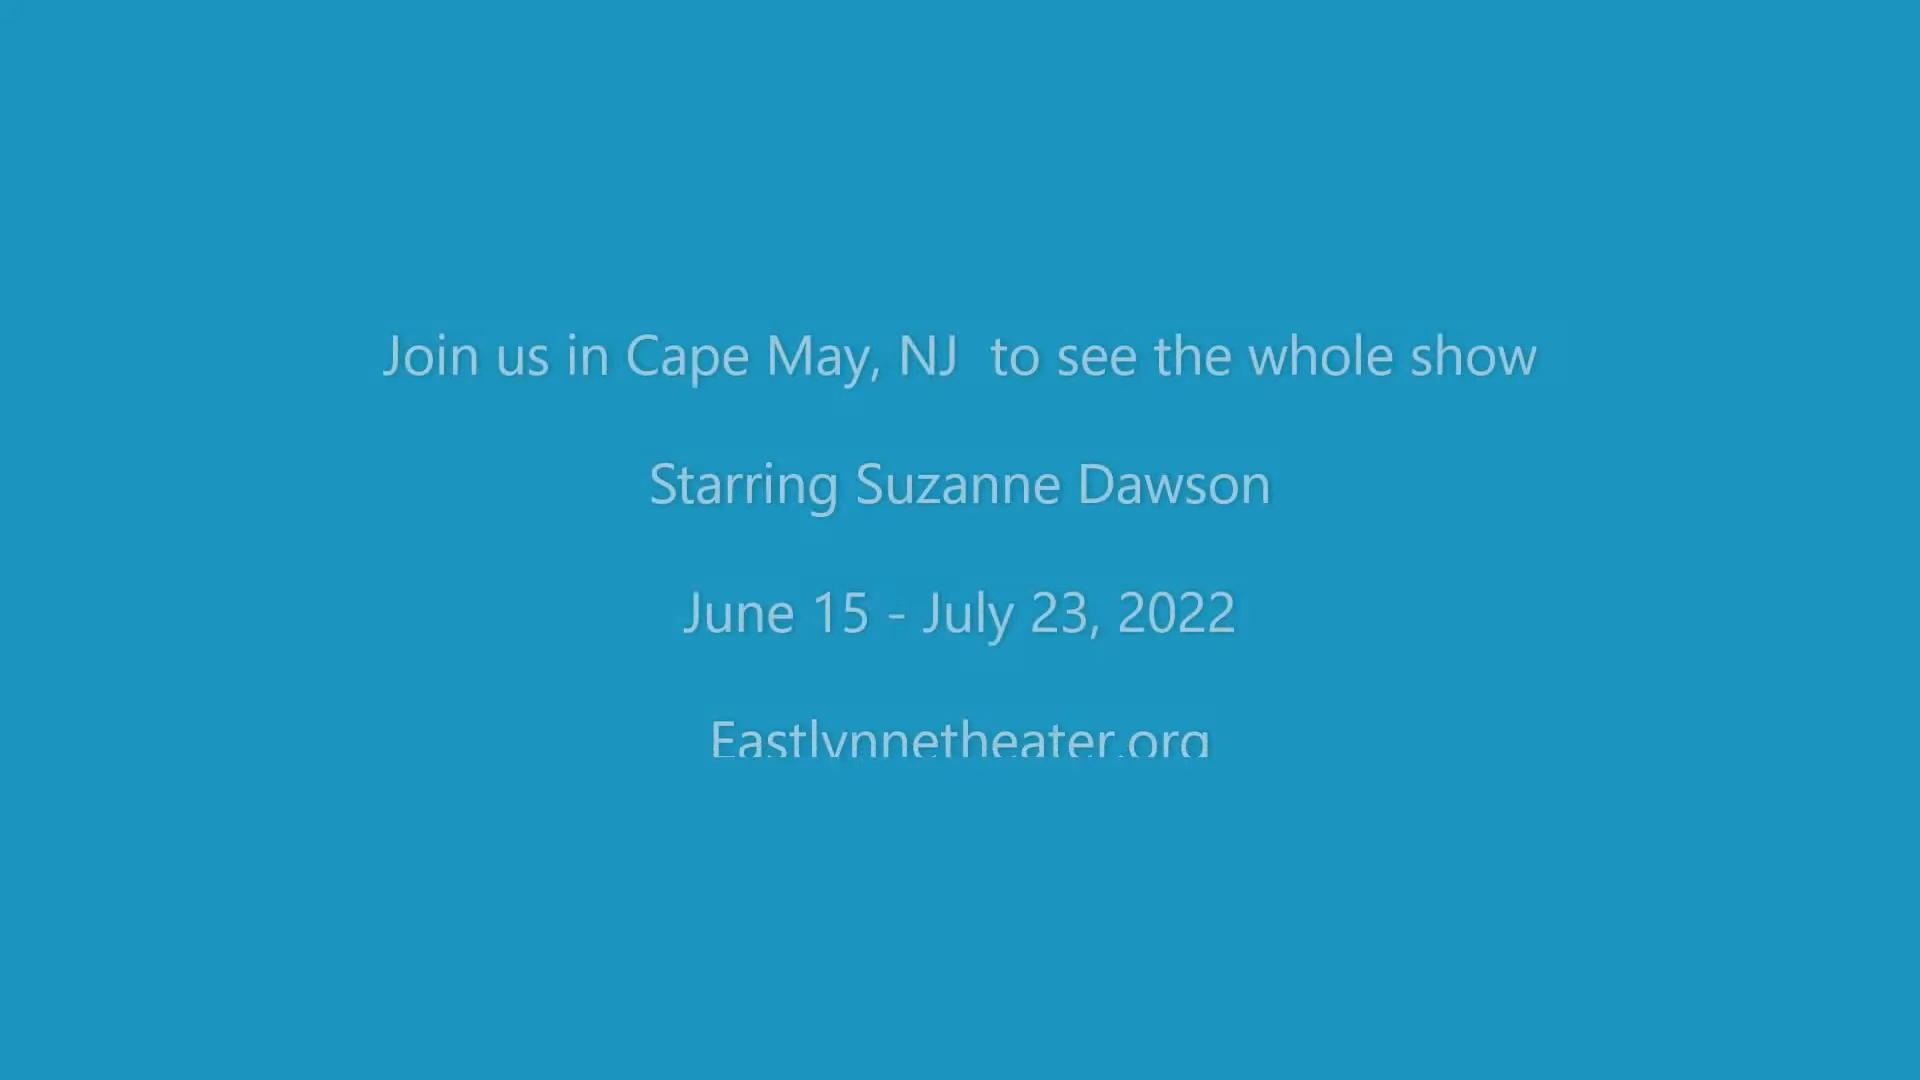 Join us in Cape May, NJ  to see the whole show
Starring Suzanne Dawson
June 15 - July 23, 2022
Eastlynnetheater.org